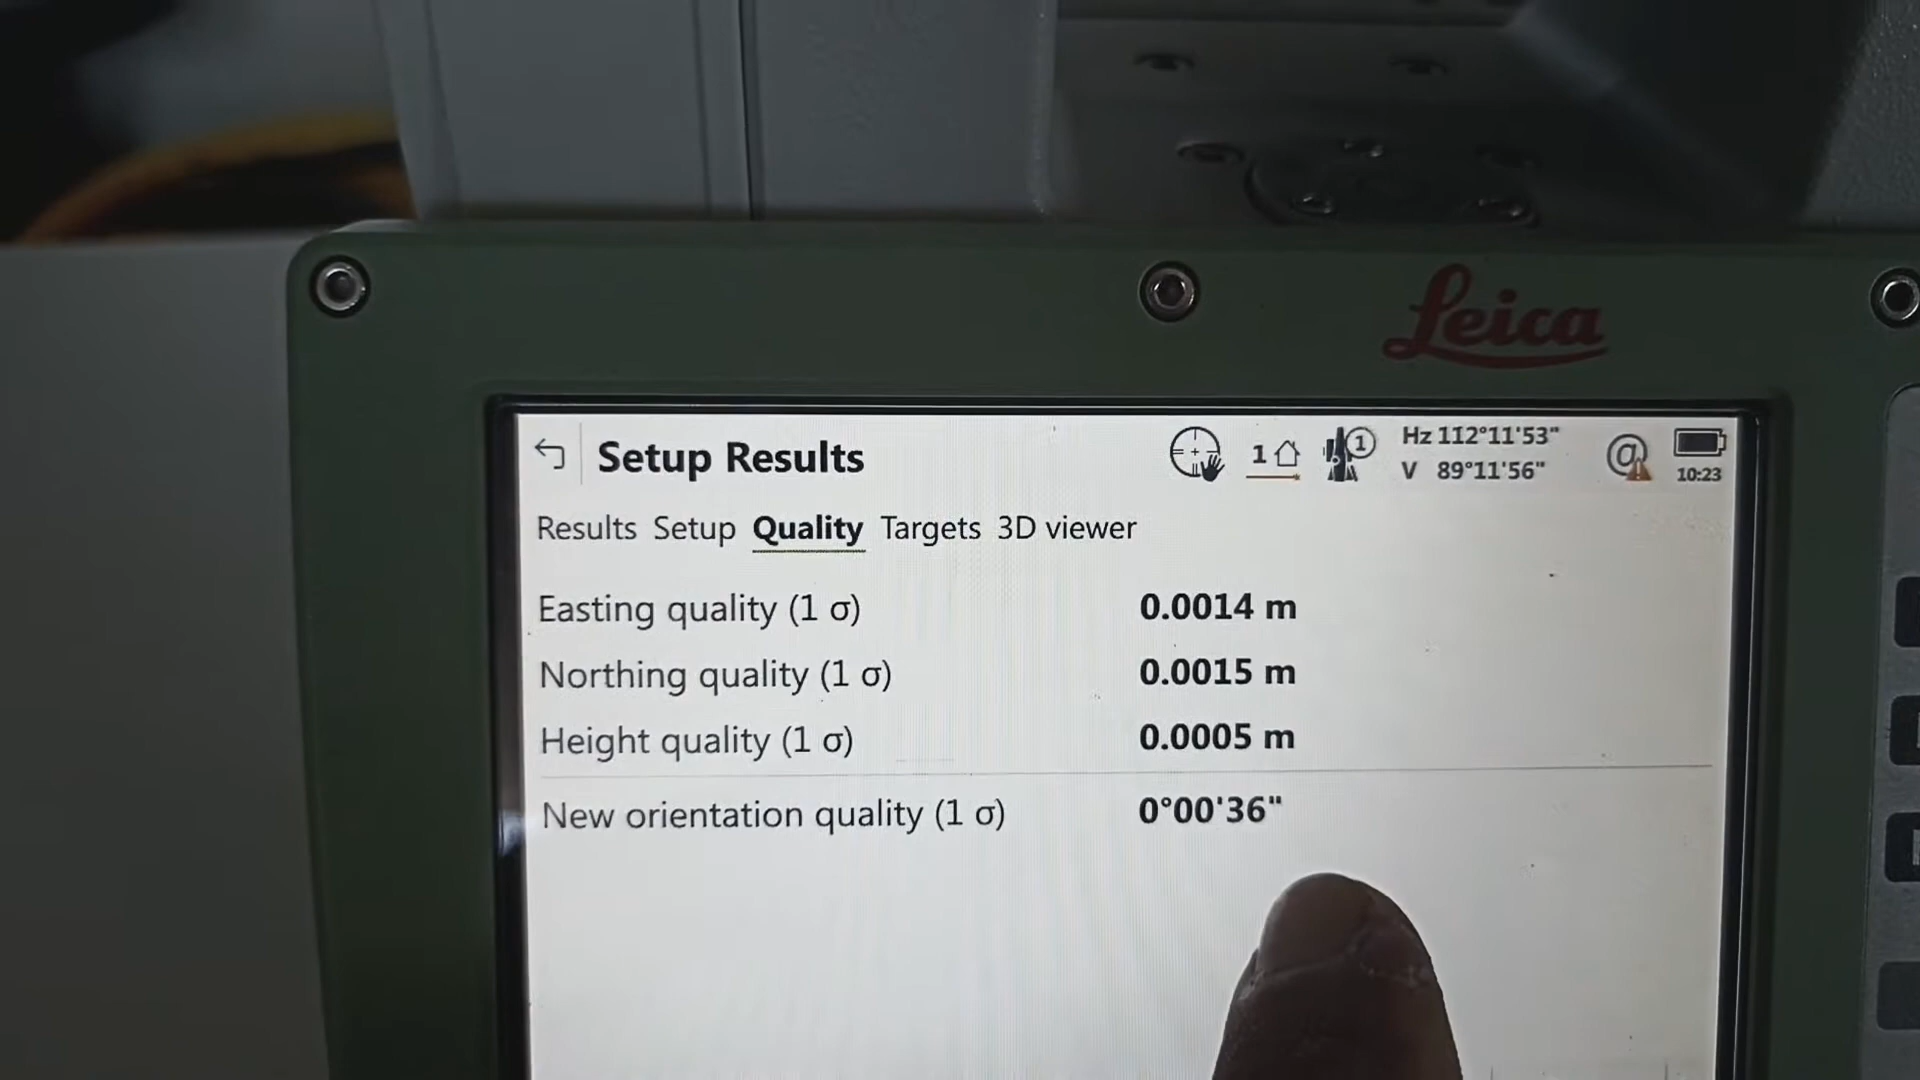 Leica
Setup Results
1
1
Hz 112°11'53"
V 89°11'56"
@
10:23
Results Setup Quality Targets 3D viewer
Easting quality (1 σ) 0.0014 m
Northing quality (1 σ) 0.0015 m
Height quality (1 σ) 0.0005 m
New orientation quality (1 σ) 0°00'36"